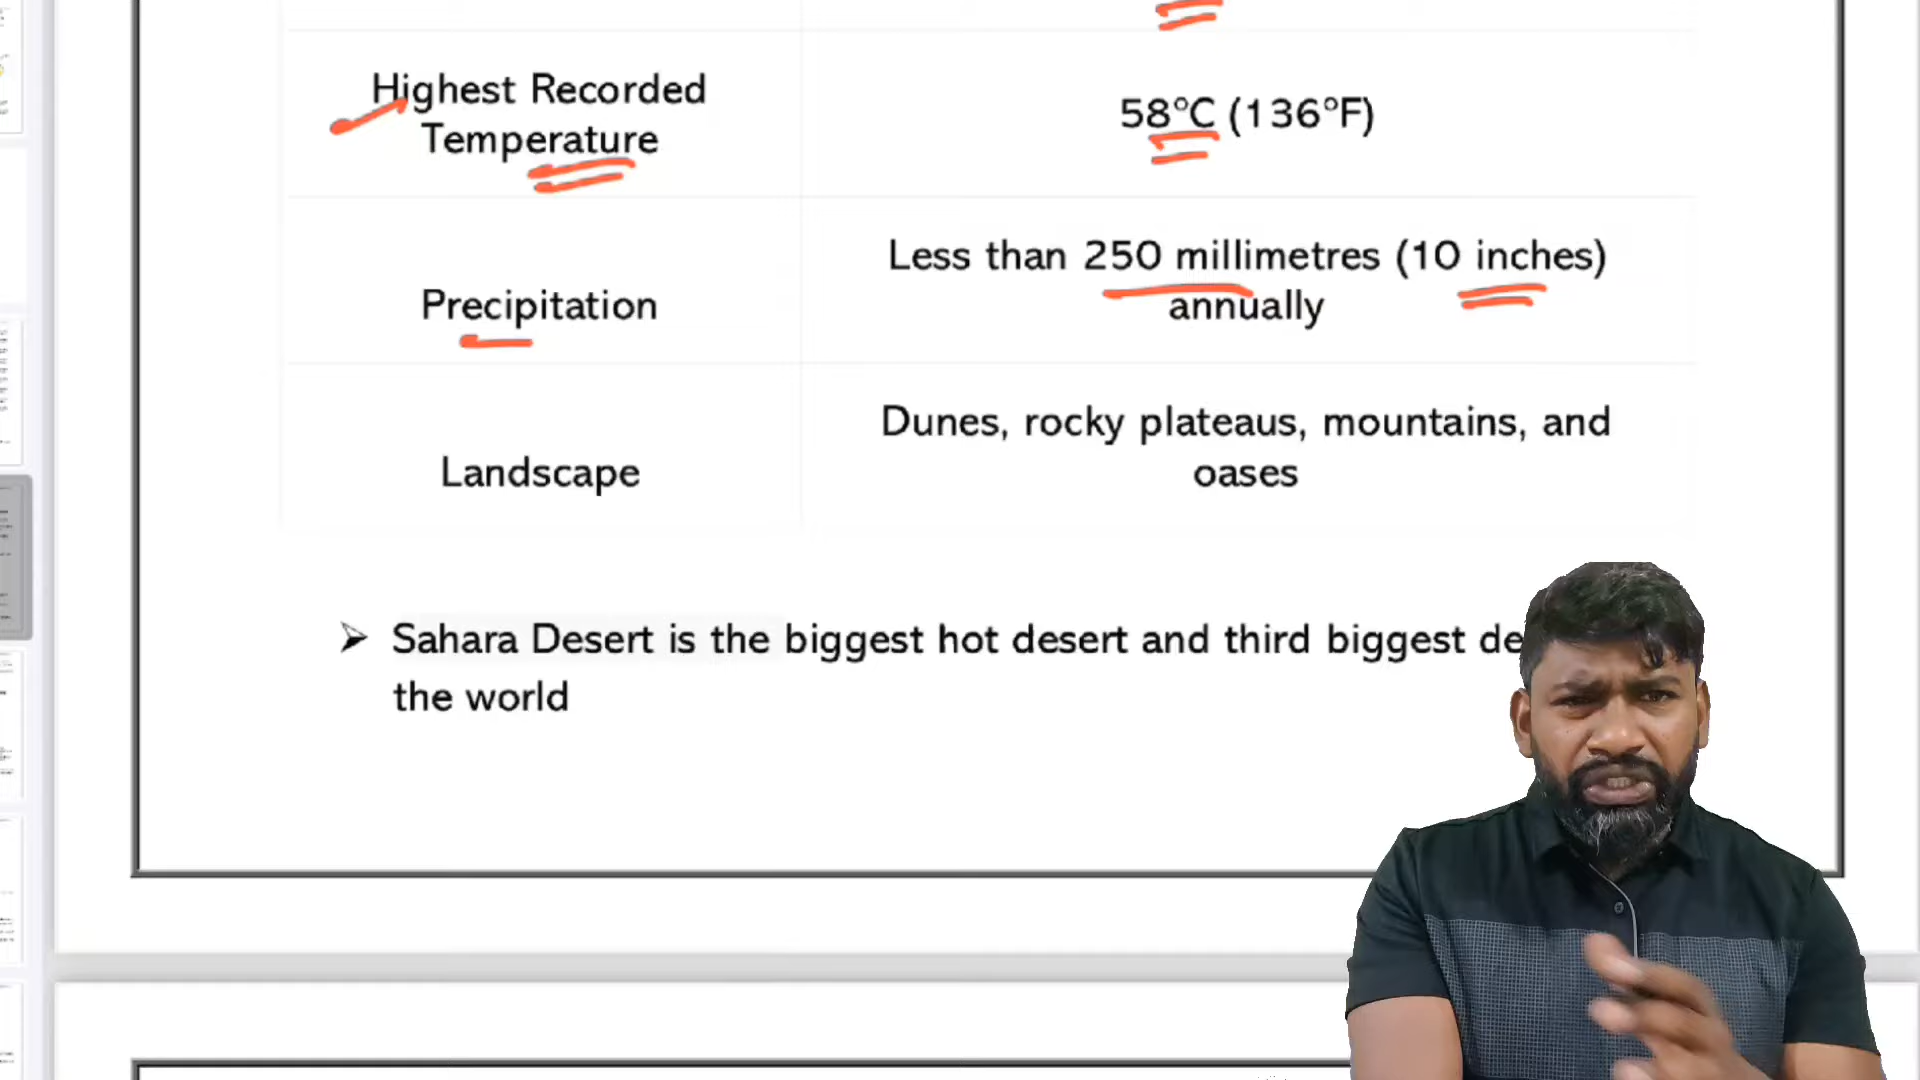 Highest Recorded
Temperature
58°C (136°F)
Less than 250 millimetres (10 inches)
annually
Precipitation
Dunes, rocky plateaus, mountains, and
oases
Landscape
➢ Sahara Desert is the biggest hot desert and third biggest
the world